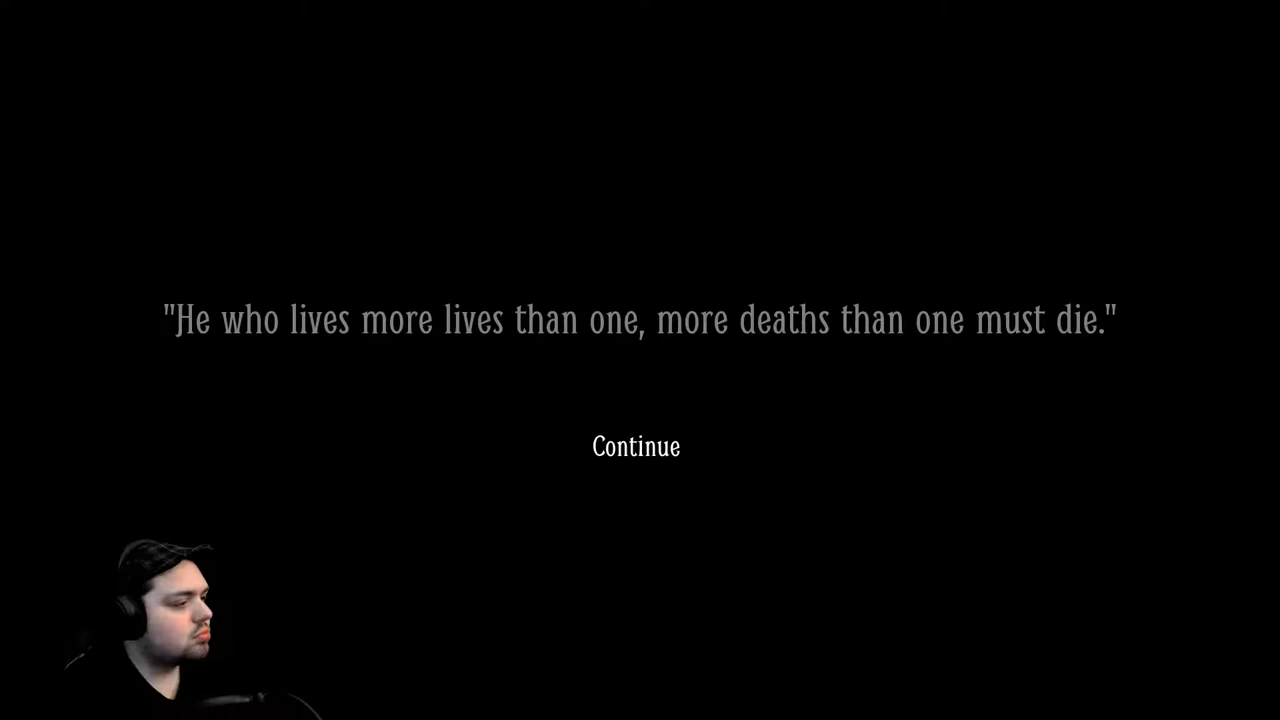 "He who lives more lives than one, more deaths than one must die."
Continue